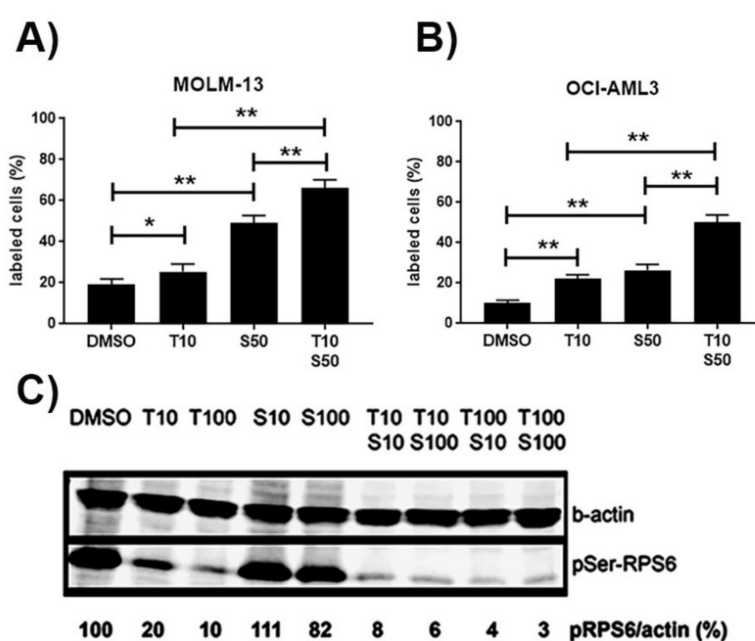 A)
MOLM-13
labeled cells (%)
100
80
60
40
20
0
**
**
**
*
DMSO T10 S50 T10
S50
B)
OCI-AML3
labeled cells (%)
100
80
60
40
20
0
**
**
**
**
DMSO T10 S50 T10
S50
C)
DMSO T10 T100 S10 S100 T10 T10 T100 T100
S10 S100 S10 S100
b-actin
pSer-RPS6
100 20 10 111 82 8 6 4 3 pRPS6/actin (%)